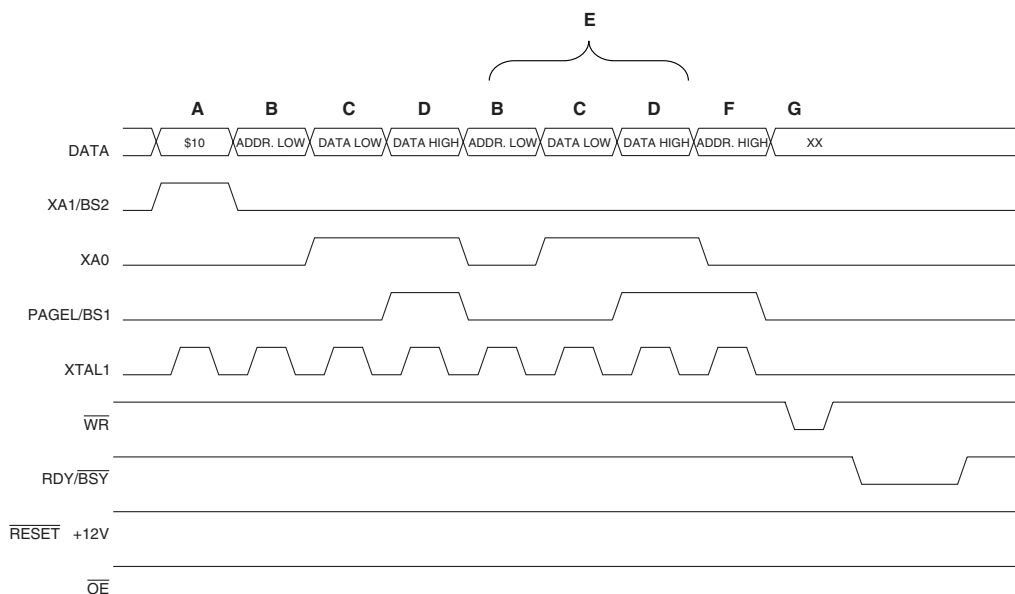 E
A B C D B C D F G
DATA $10 ADDR. LOW DATA LOW DATA HIGH ADDR. LOW DATA LOW DATA HIGH ADDR. HIGH XX
XA1/BS2
XA0
PAGEL/BS1
XTAL1
WR
RDY/BSY
RESET +12V
OE